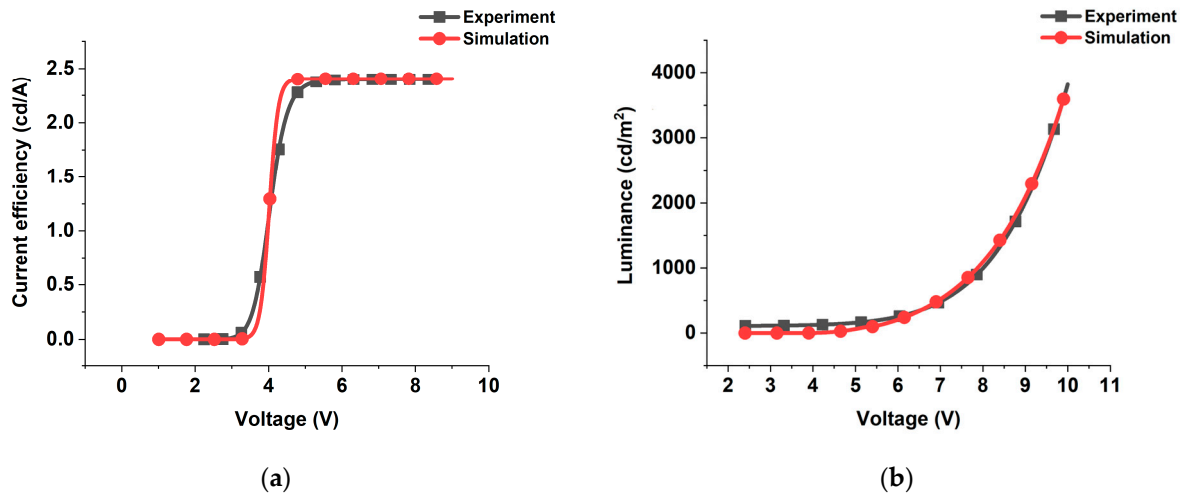 Experiment
Simulation
Current efficiency (cd/A)
2.5
2.0
1.5
1.0
0.5
0.0
0 2 4 6 8 10
Voltage (V)
(a)
Experiment
Simulation
Luminance (cd/m²)
4000
3000
2000
1000
0
2 3 4 5 6 7 8 9 10 11
Voltage (V)
(b)